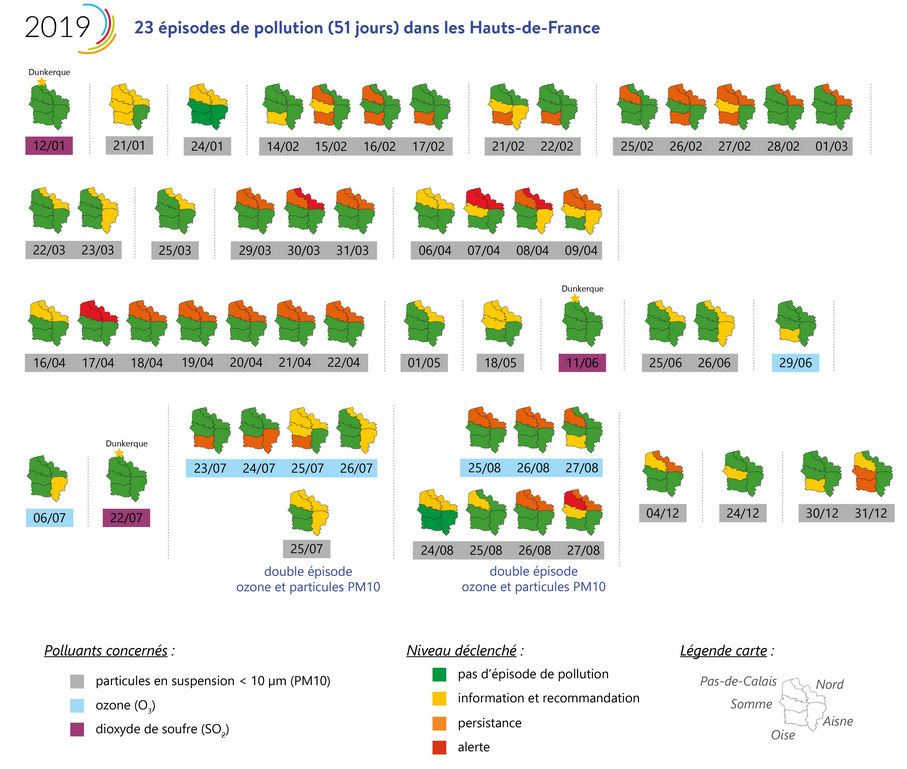 2019
23 épisodes de pollution (51 jours) dans les Hauts-de-France
Dunkerque
12/01 21/01 24/01 14/02 15/02 16/02 17/02 21/02 22/02 25/02 26/02 27/02 28/02 01/03
22/03 23/03 25/03 29/03 30/03 31/03 06/04 07/04 08/04 09/04
Dunkerque
16/04 17/04 18/04 19/04 20/04 21/04 22/04 01/05 18/05 11/06 25/06 26/06 29/06
Dunkerque
23/07 24/07 25/07 26/07 25/08 26/08 27/08
06/07 22/07 04/12 24/12 30/12 31/12
25/07 24/08 25/08 26/08 27/08
double épisode
ozone et particules PM10
double épisode
ozone et particules PM10
Polluants concernés :
particules en suspension < 10 µm (PM10)
ozone (O3)
dioxyde de soufre (SO2)
Niveau déclenché :
pas d'épisode de pollution
information et recommandation
persistance
alerte
Légende carte :
Pas-de-Calais
Nord
Somme
Aisne
Oise